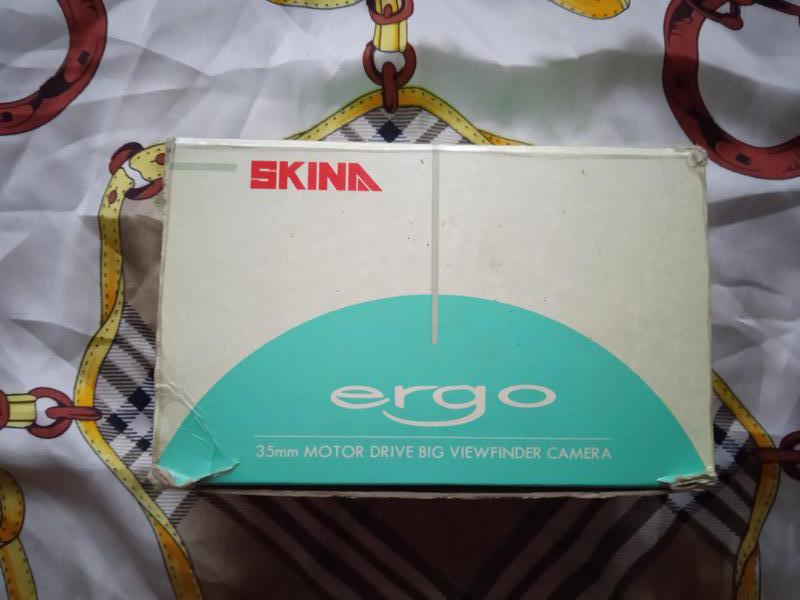 SKINA
ergo
35mm MOTOR DRIVE BIG VIEWFINDER CAMERA